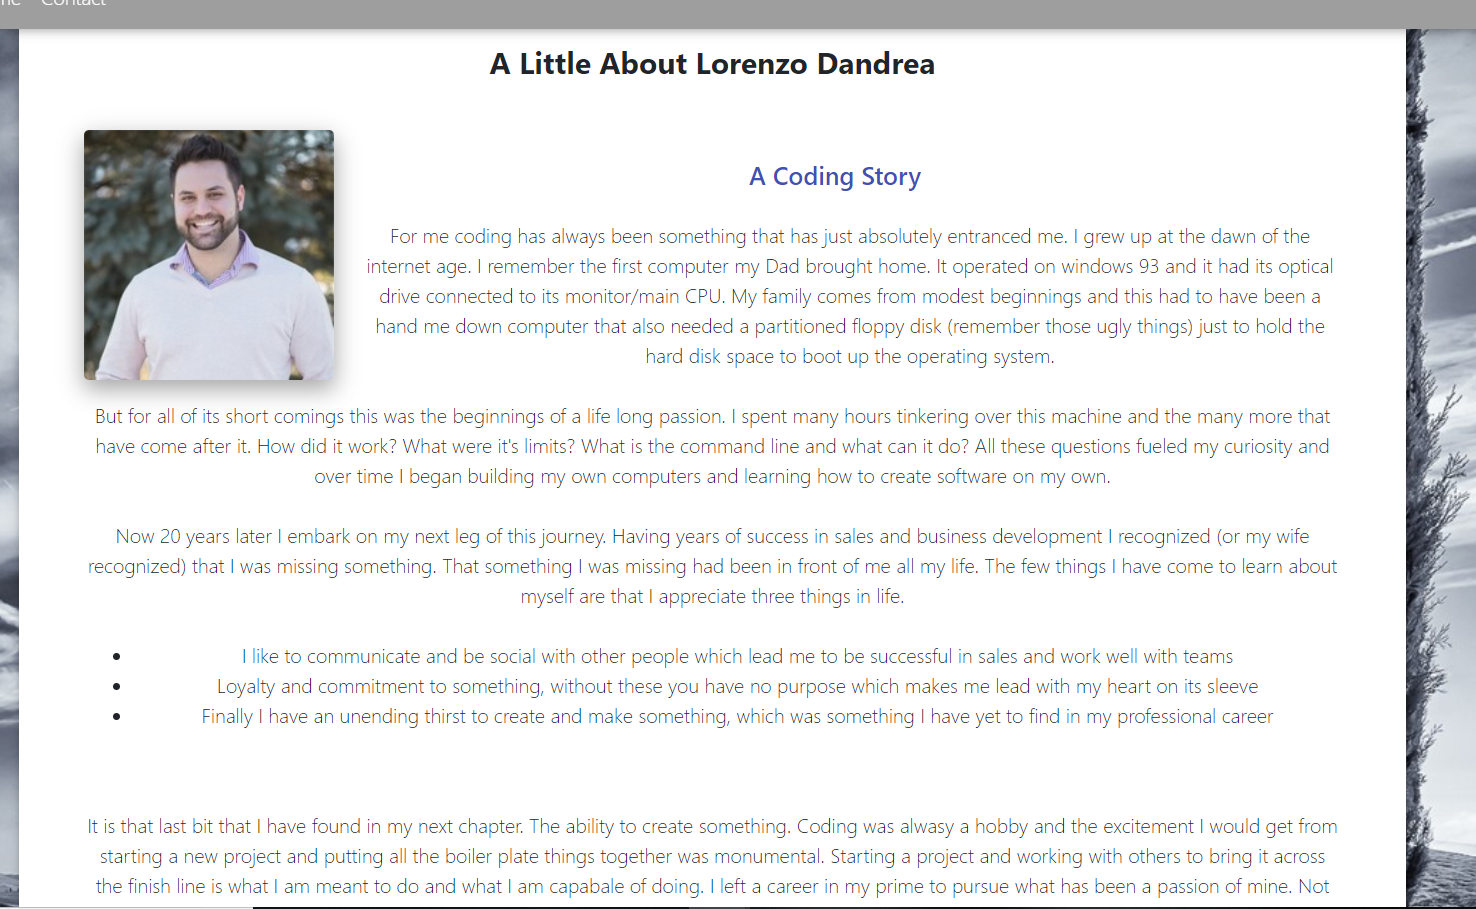 Contact
A Little About Lorenzo Dandrea
A Coding Story
For me coding has always been something that has just absolutely entranced me. I grew up at the dawn of the
internet age. I remember the first computer my Dad brought home. It operated on windows 93 and it had its optical
drive connected to its monitor/main CPU. My family comes from modest beginnings and this had to have been a
hand me down computer that also needed a partitioned floppy disk (remember those ugly things) just to hold the
hard disk space to boot up the operating system.
But for all of its short comings this was the beginnings of a life long passion. I spent many hours tinkering over this machine and the many more that
have come after it. How did it work? What were it's limits? What is the command line and what can it do? All these questions fueled my curiosity and
over time I began building my own computers and learning how to create software on my own.
Now 20 years later I embark on my next leg of this journey. Having years of success in sales and business development I recognized (or my wife
recognized) that I was missing something. That something I was missing had been in front of me all my life. The few things I have come to learn about
myself are that I appreciate three things in life.
• I like to communicate and be social with other people which lead me to be successful in sales and work well with teams
• Loyalty and commitment to something, without these you have no purpose which makes me lead with my heart on its sleeve
• Finally I have an unending thirst to create and make something, which was something I have yet to find in my professional career
It is that last bit that I have found in my next chapter. The ability to create something. Coding was alwasy a hobby and the excitement I would get from
starting a new project and putting all the boiler plate things together was monumental. Starting a project and working with others to bring it across
the finish line is what I am meant to do and what I am capabale of doing. I left a career in my prime to pursue what has been a passion of mine. Not